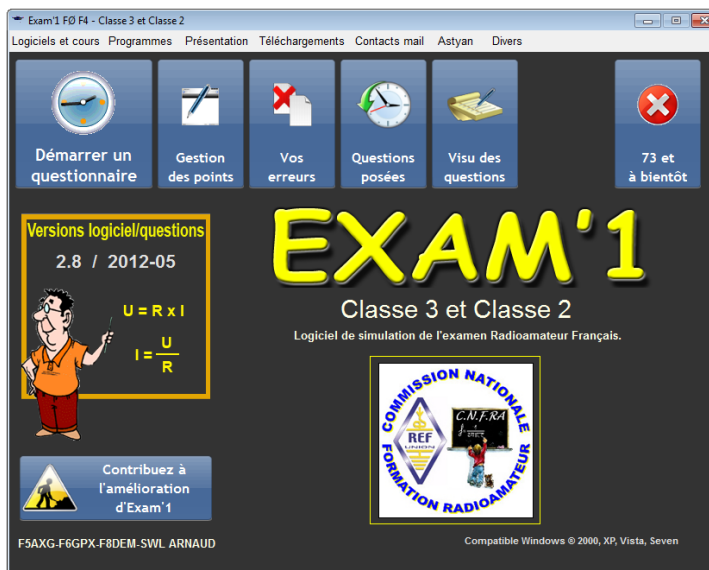 Exam'1 FØ F4 - Classe 3 et Classe 2
Logiciels et cours Programmes Présentation Téléchargements Contacts mail Astyan Divers
Démarrer un
questionnaire
Gestion
des points
Vos
erreurs
Questions
posées
Visu des
questions
73 et
à bientôt
Versions logiciel/questions
2.8 / 2012-05
U = R x I
I = U
R
EXAM'1
Classe 3 et Classe 2
Logiciel de simulation de l'examen Radioamateur Français.
COMMISSION NATIONALE
FORMATION RADIOAMATEUR
REF
UNION
C.N.F.RA
Contribuez à
l'amélioration
d'Exam'1
F5AXG-F6GPX-F8DEM-SWL ARNAUD
Compatible Windows ® 2000, XP, Vista, Seven